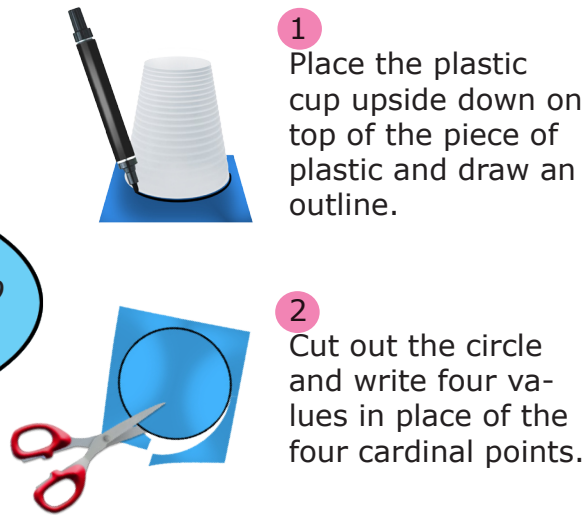 1
Place the plastic
cup upside down on
top of the piece of
plastic and draw an
outline.
2
Cut out the circle
and write four va-
lues in place of the
four cardinal points.